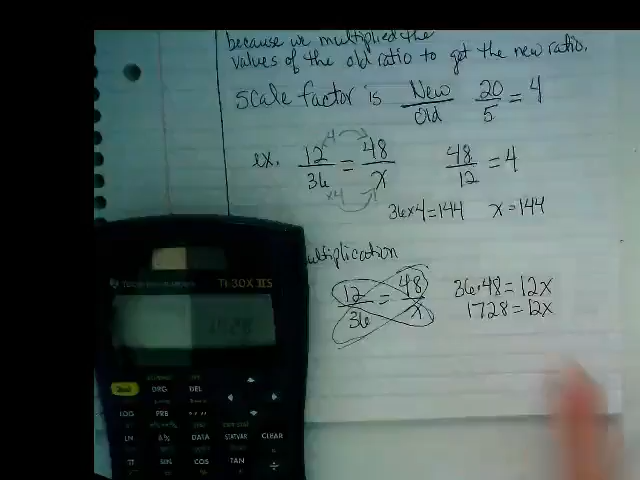 because we multiplied the
values of the old ratio to get the new ratio.
Scale factor is New/Old 20/5 = 4
ex. 12/36 = 48/x 48/12 = 4
×4
×4
36×4=144 x=144
ultiplication
12/36 = 48/x 36·48=12x
1728=12x
TI-30X IIS
1728
2nd DRG DEL
LOG PRB
LN DATA STATVAR CLEAR
π SIN COS TAN ÷